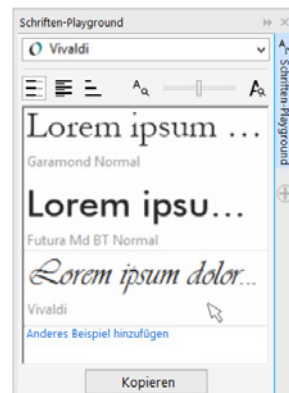 Schriften-Playground
Vivaldi
Lorem ipsum ...
Garamond Normal
Lorem ipsu...
Futura Md BT Normal
Lorem ipsum dolor...
Vivaldi
Anderes Beispiel hinzufügen
Kopieren
Schriften-Playground